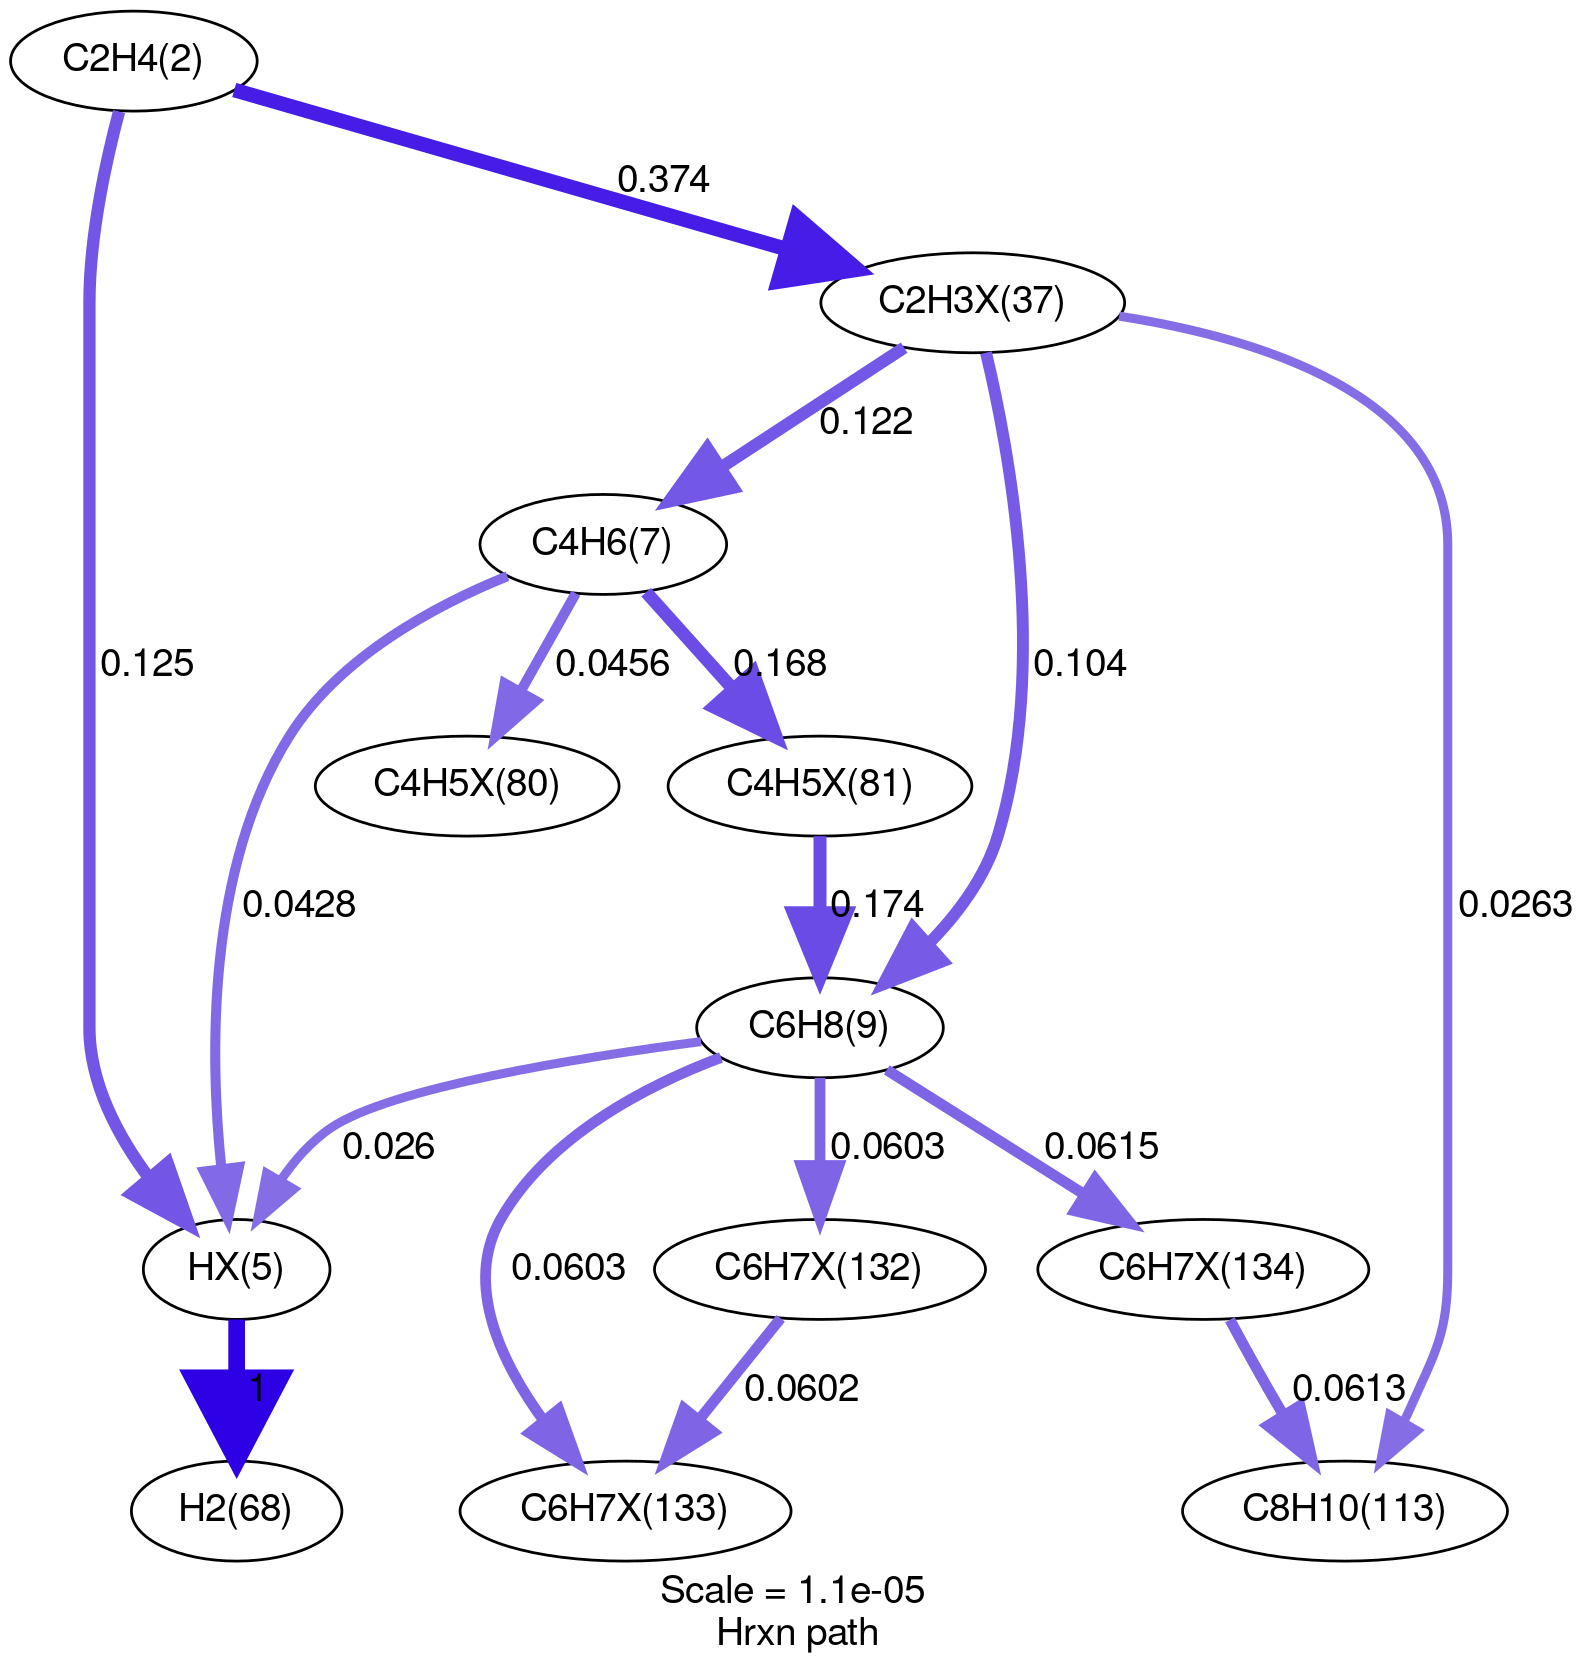 C2H4(2)
0.374
C2H3X(37)
0.122
C4H6(7)
0.125
0.0456
0.168
0.104
C4H5X(80)
C4H5X(81)
0.0428
0.174
0.0263
C6H8(9)
0.026
0.0603
0.0615
HX(5)
0.0603
C6H7X(132)
C6H7X(134)
1
0.0602
0.0613
H2(68)
C6H7X(133)
C8H10(113)
Scale = 1.1e-05
Hrxn path